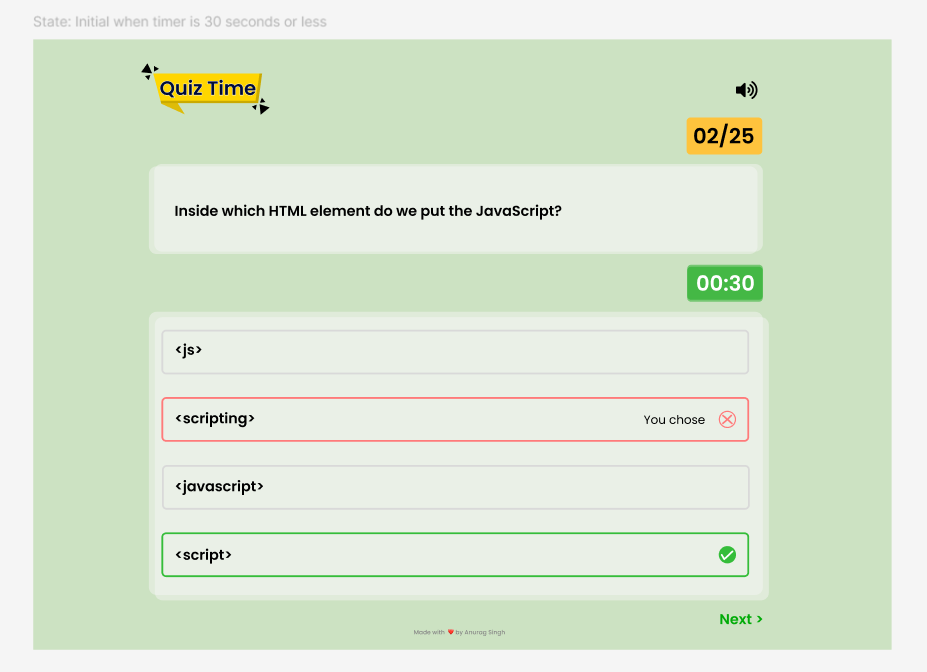 State: Initial when timer is 30 seconds or less
Quiz Time
02/25
Inside which HTML element do we put the JavaScript?
00:30
<js>
<scripting> You chose
<javascript>
<script>
Next >
Made with ❤ by Anurag Singh